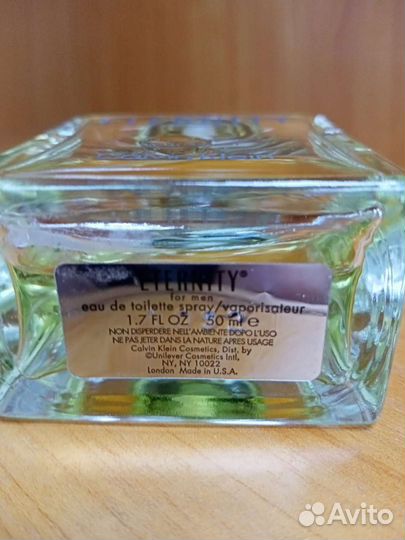 ETERNITY®
for men
eau de toilette spray/vaporisateur
1.7 FL OZ 50 ml e
NON DISPERDERE NELL'AMBIENTE DOPO L'USO
NE PAS JETER DANS LA NATURE APRES USAGE
Calvin Klein Cosmetics, Dist. by
©Unilever Cosmetics Intl,
NY, NY 10022
London Made in U.S.A.
Avito